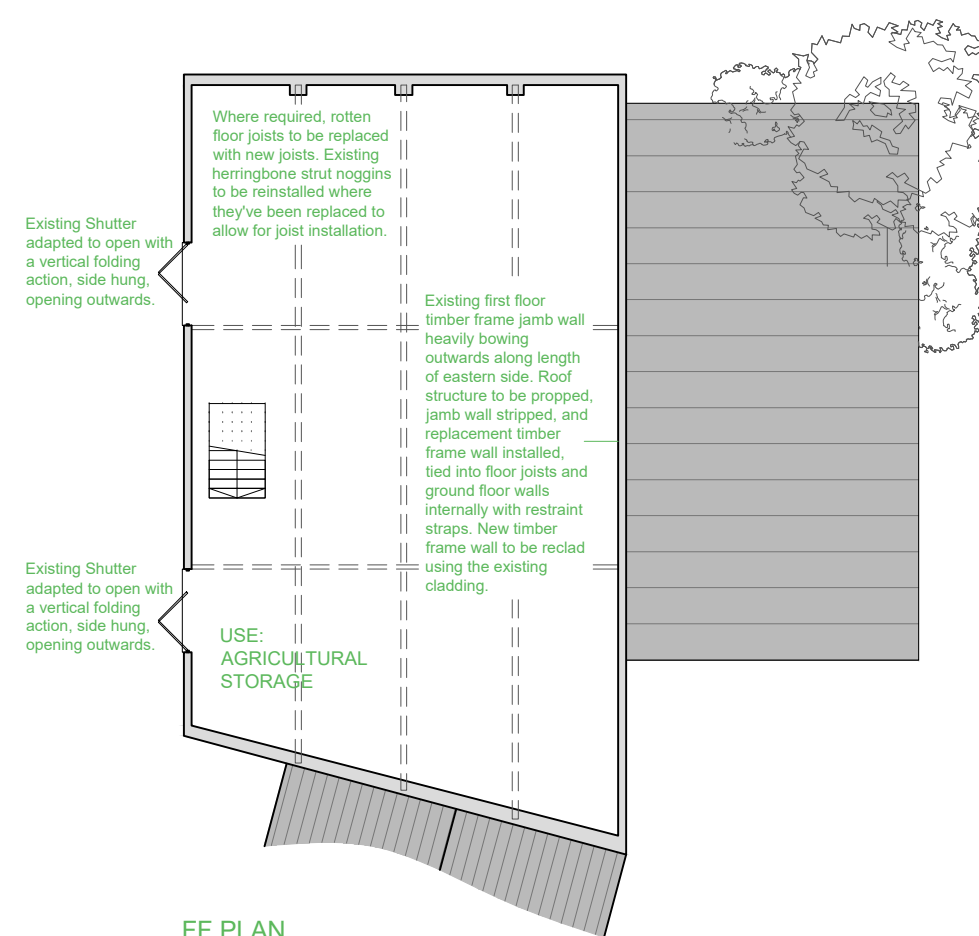 Where required, rotten
floor joists to be replaced
with new joists. Existing
herringbone strut noggins
to be reinstalled where
they've been replaced to
allow for joist installation.
Existing Shutter
adapted to open with
a vertical folding
action, side hung,
opening outwards.
Existing first floor
timber frame jamb wall
heavily bowing
outwards along length
of eastern side. Roof
structure to be propped,
jamb wall stripped, and
replacement timber
frame wall installed,
tied into floor joists and
ground floor walls
internally with restraint
straps. New timber
frame wall to be reclad
using the existing
cladding.
Existing Shutter
adapted to open with
a vertical folding
action, side hung,
opening outwards.
USE:
AGRICULTURAL
STORAGE
FF PLAN